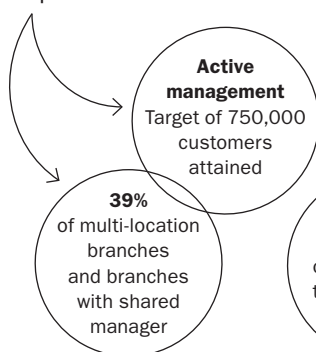 Active
management
Target of 750,000
customers
attained
39%
of multi-location
branches
and branches
with shared
manager